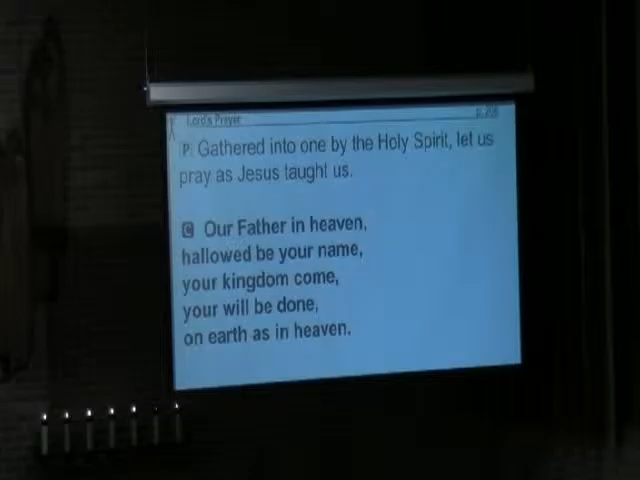 Lord's Prayer p. 208
P Gathered into one by the Holy Spirit, let us
pray as Jesus taught us.
C Our Father in heaven,
hallowed be your name,
your kingdom come,
your will be done,
on earth as in heaven.